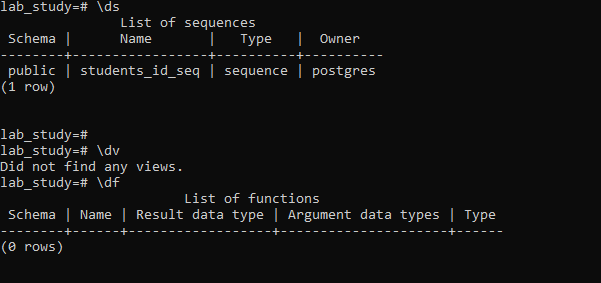 lab_study=# \ds
               List of sequences
 Schema |      Name       |   Type   |  Owner
--------+-----------------+----------+----------
 public | students_id_seq | sequence | postgres
(1 row)
lab_study=#
lab_study=# \dv
Did not find any views.
lab_study=# \df
                       List of functions
 Schema | Name | Result data type | Argument data types | Type
--------+------+------------------+---------------------+------
(0 rows)